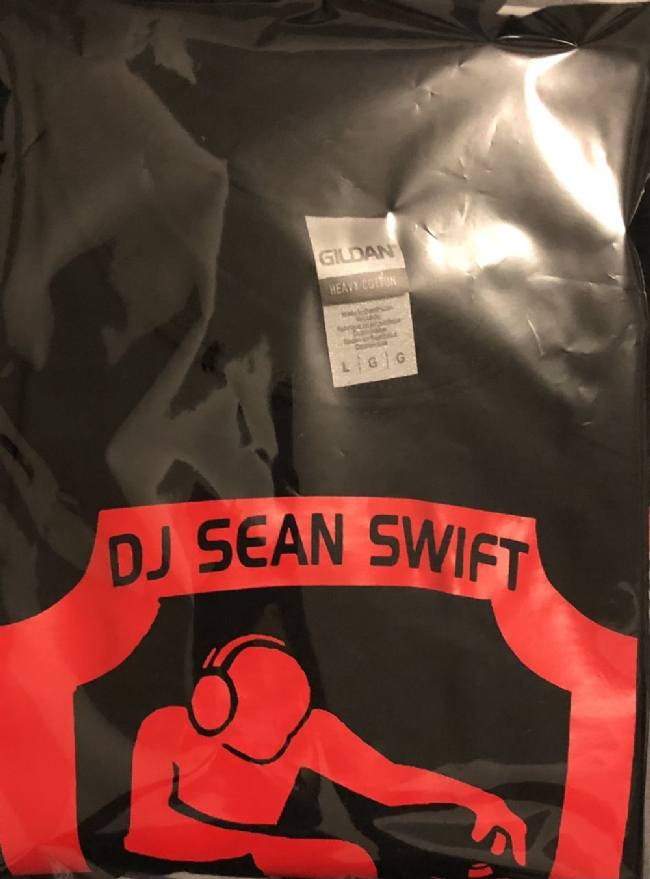 GILDAN®
HEAVY COTTON
L | G | G
DJ SEAN SWIFT